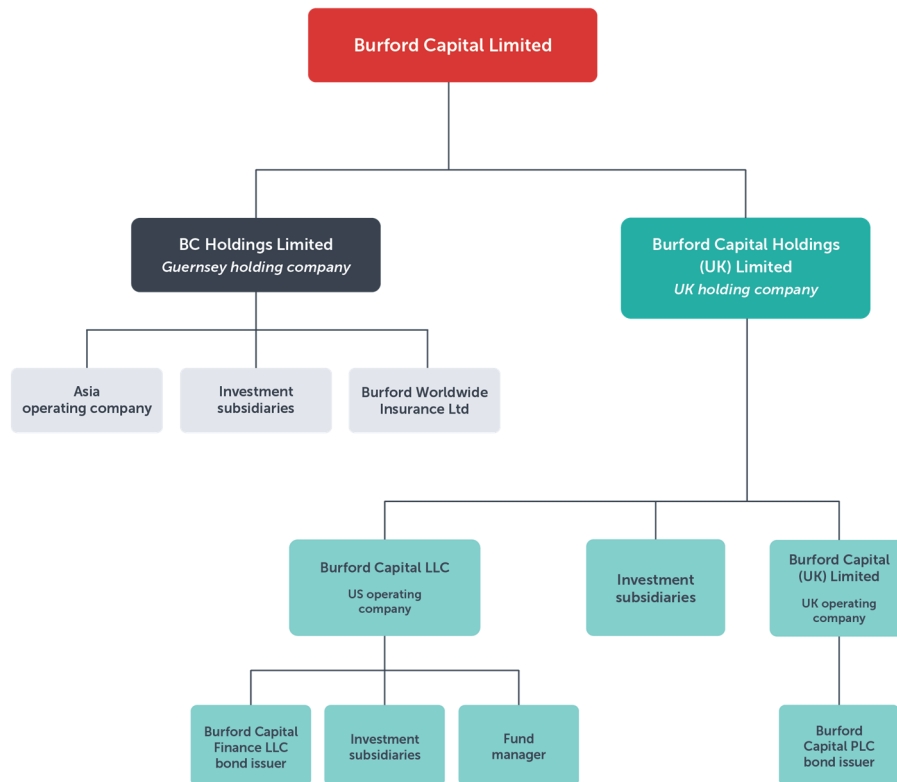 Burford Capital Limited
BC Holdings Limited
Guernsey holding company
Burford Capital Holdings
(UK) Limited
UK holding company
Asia
operating company
Investment
subsidiaries
Burford Worldwide
Insurance Ltd
Burford Capital LLC
US operating
company
Investment
subsidiaries
Burford Capital
(UK) Limited
UK operating
company
Burford Capital
Finance LLC
bond issuer
Investment
subsidiaries
Fund
manager
Burford
Capital PLC
bond issuer